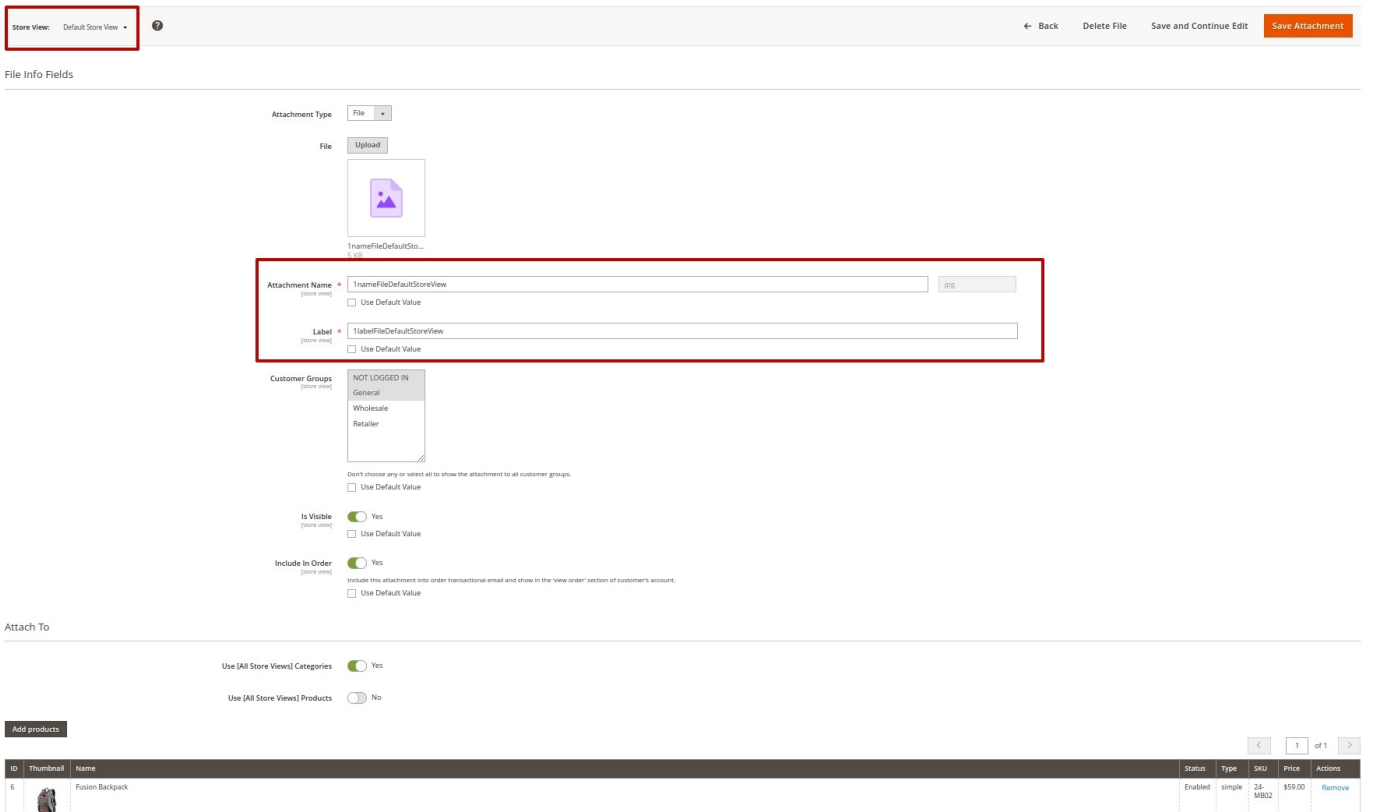 Store View: Default Store View
← Back Delete File Save and Continue Edit Save Attachment
File Info Fields
Attachment Type File
File Upload
1nameFileDefaultSto...
5 KB
Attachment Name * 1nameFileDefaultStoreView jpg
[store view]
Use Default Value
Label * 1labelFileDefaultStoreView
[store view]
Use Default Value
Customer Groups NOT LOGGED IN
[store view]
General
Wholesale
Retailer
Don't choose any or select all to show the attachment to all customer groups.
Use Default Value
Is Visible Yes
[store view]
Use Default Value
Include In Order Yes
[store view]
Include this attachment into order transactional email and show in the 'view order' section of customer's account.
Use Default Value
Attach To
Use [All Store Views] Categories Yes
Use [All Store Views] Products No
Add products
1 of 1
ID Thumbnail Name Status Type SKU Price Actions
6 Fusion Backpack Enabled simple 24-MB02 $59.00 Remove